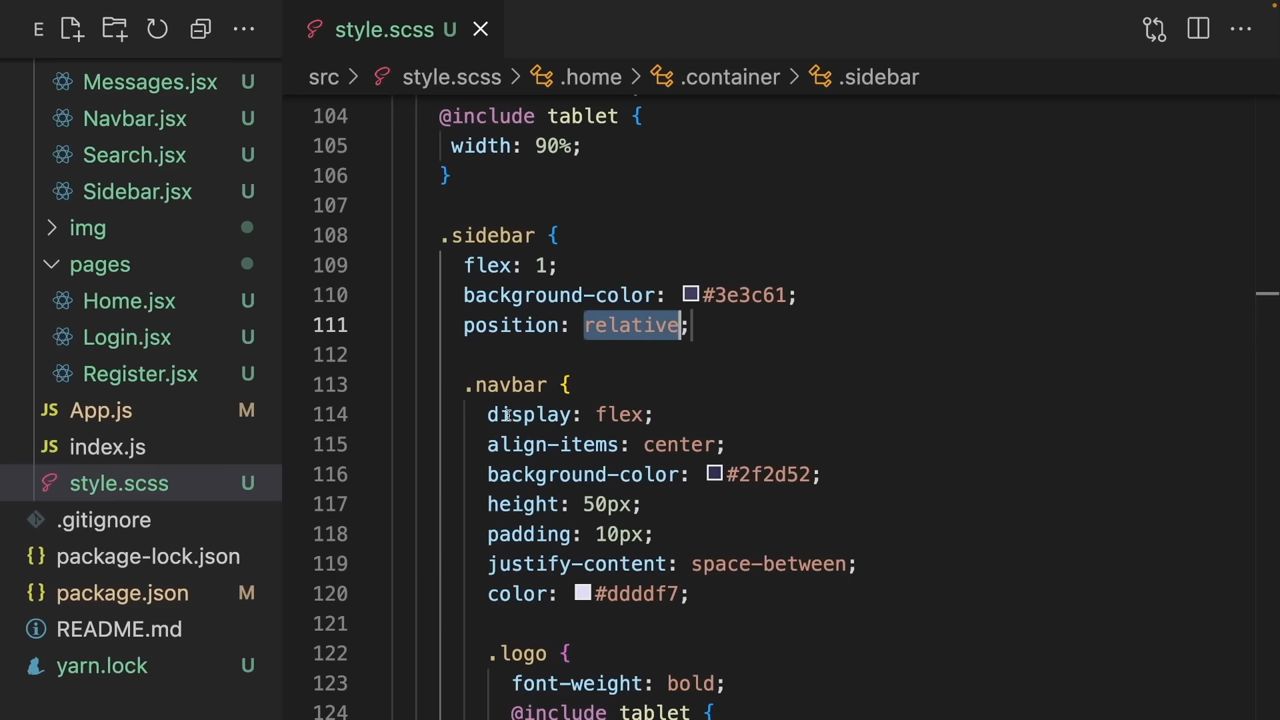 E
style.scss U
src > style.scss > .home > .container > .sidebar
Messages.jsx U
Navbar.jsx U
Search.jsx U
Sidebar.jsx U
img
pages
Home.jsx U
Login.jsx U
Register.jsx U
JS App.js M
JS index.js
style.scss U
.gitignore
{} package-lock.json
{} package.json M
README.md
yarn.lock U
104 @include tablet {
105 width: 90%;
106 }
107
108 .sidebar {
109 flex: 1;
110 background-color: #3e3c61;
111 position: relative;
112
113 .navbar {
114 display: flex;
115 align-items: center;
116 background-color: #2f2d52;
117 height: 50px;
118 padding: 10px;
119 justify-content: space-between;
120 color: #ddddf7;
121
122 .logo {
123 font-weight: bold;
124 @include tablet {